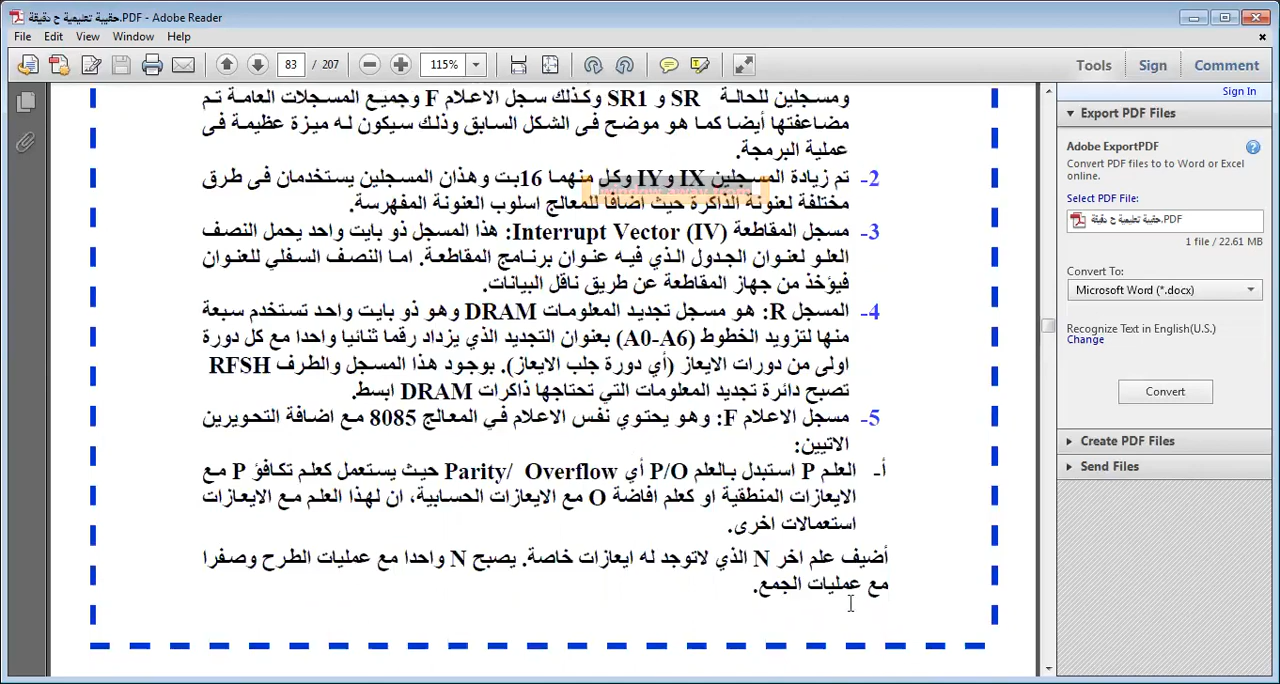 حقيبة تعليمية ح دقيقة.PDF - Adobe Reader
File Edit View Window Help
83 / 207 115% Tools Sign Comment
ومسجلين للحالة SR و SR1 وكذلك سجل الاعلام F وجميع المسجلات العامة تم
مضاعفتها أيضا كما هو موضح فى الشكل السابق وذلك سيكون له ميزة عظيمة فى
عملية البرمجة.
2- تم زيادة المسجلين IX وIY وكل منهما 16بت وهذان المسجلين يستخدمان فى طرق
مختلفة لعنونة الذاكرة حيث اضافا للمعالج اسلوب العنونة المفهرسة.
3- مسجل المقاطعة Interrupt Vector (IV): هذا المسجل ذو بايت واحد يحمل النصف
العلو لعنوان الجدول الذي فيه عنوان برنامج المقاطعة. اما النصف السفلي للعنوان
فيؤخذ من جهاز المقاطعة عن طريق ناقل البيانات.
4- المسجل R: هو مسجل تجديد المعلومات DRAM وهو ذو بايت واحد تستخدم سبعة
منها لتزويد الخطوط (A0-A6) بعنوان التجديد الذي يزداد رقما ثنائيا واحدا مع كل دورة
اولى من دورات الايعاز (أي دورة جلب الايعاز). بوجود هذا المسجل والطرف RFSH
تصبح دائرة تجديد المعلومات التي تحتاجها ذاكرات DRAM ابسط.
5- مسجل الاعلام F: وهو يحتوي نفس الاعلام في المعالج 8085 مع اضافة التحويرين
الاتيين:
أ- العلم P استبدل بالعلم P/O أي Parity/ Overflow حيث يستعمل كعلم تكافؤ P مع
الايعازات المنطقية او كعلم افاضة O مع الايعازات الحسابية، ان لهذا العلم مع الايعازات
استعمالات اخرى.
أضيف علم اخر N الذي لاتوجد له ايعازات خاصة. يصبح N واحدا مع عمليات الطرح وصفرا
مع عمليات الجمع.
Sign In
Export PDF Files
Adobe ExportPDF
Convert PDF files to to Word or Excel
online.
Select PDF File:
حقيبة تعليمية ح دقيقة.PDF
1 file / 22.61 MB
Convert To:
Microsoft Word (*.docx)
Recognize Text in English(U.S.)
Change
Convert
Create PDF Files
Send Files